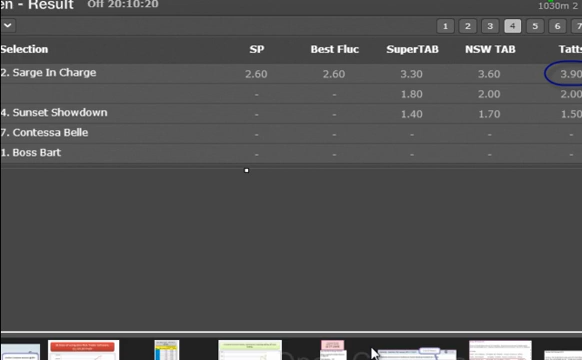 en - Result Off 20:10:20 1030m 2
1 2 3 4 5 6 7
Selection SP Best Fluc SuperTAB NSW TAB Tatts
2. Sarge In Charge 2.60 2.60 3.30 3.60 3.90
- - 1.80 2.00 2.00
4. Sunset Showdown - - 1.40 1.70 1.50
7. Contessa Belle - - - - -
1. Boss Bart - - - - -